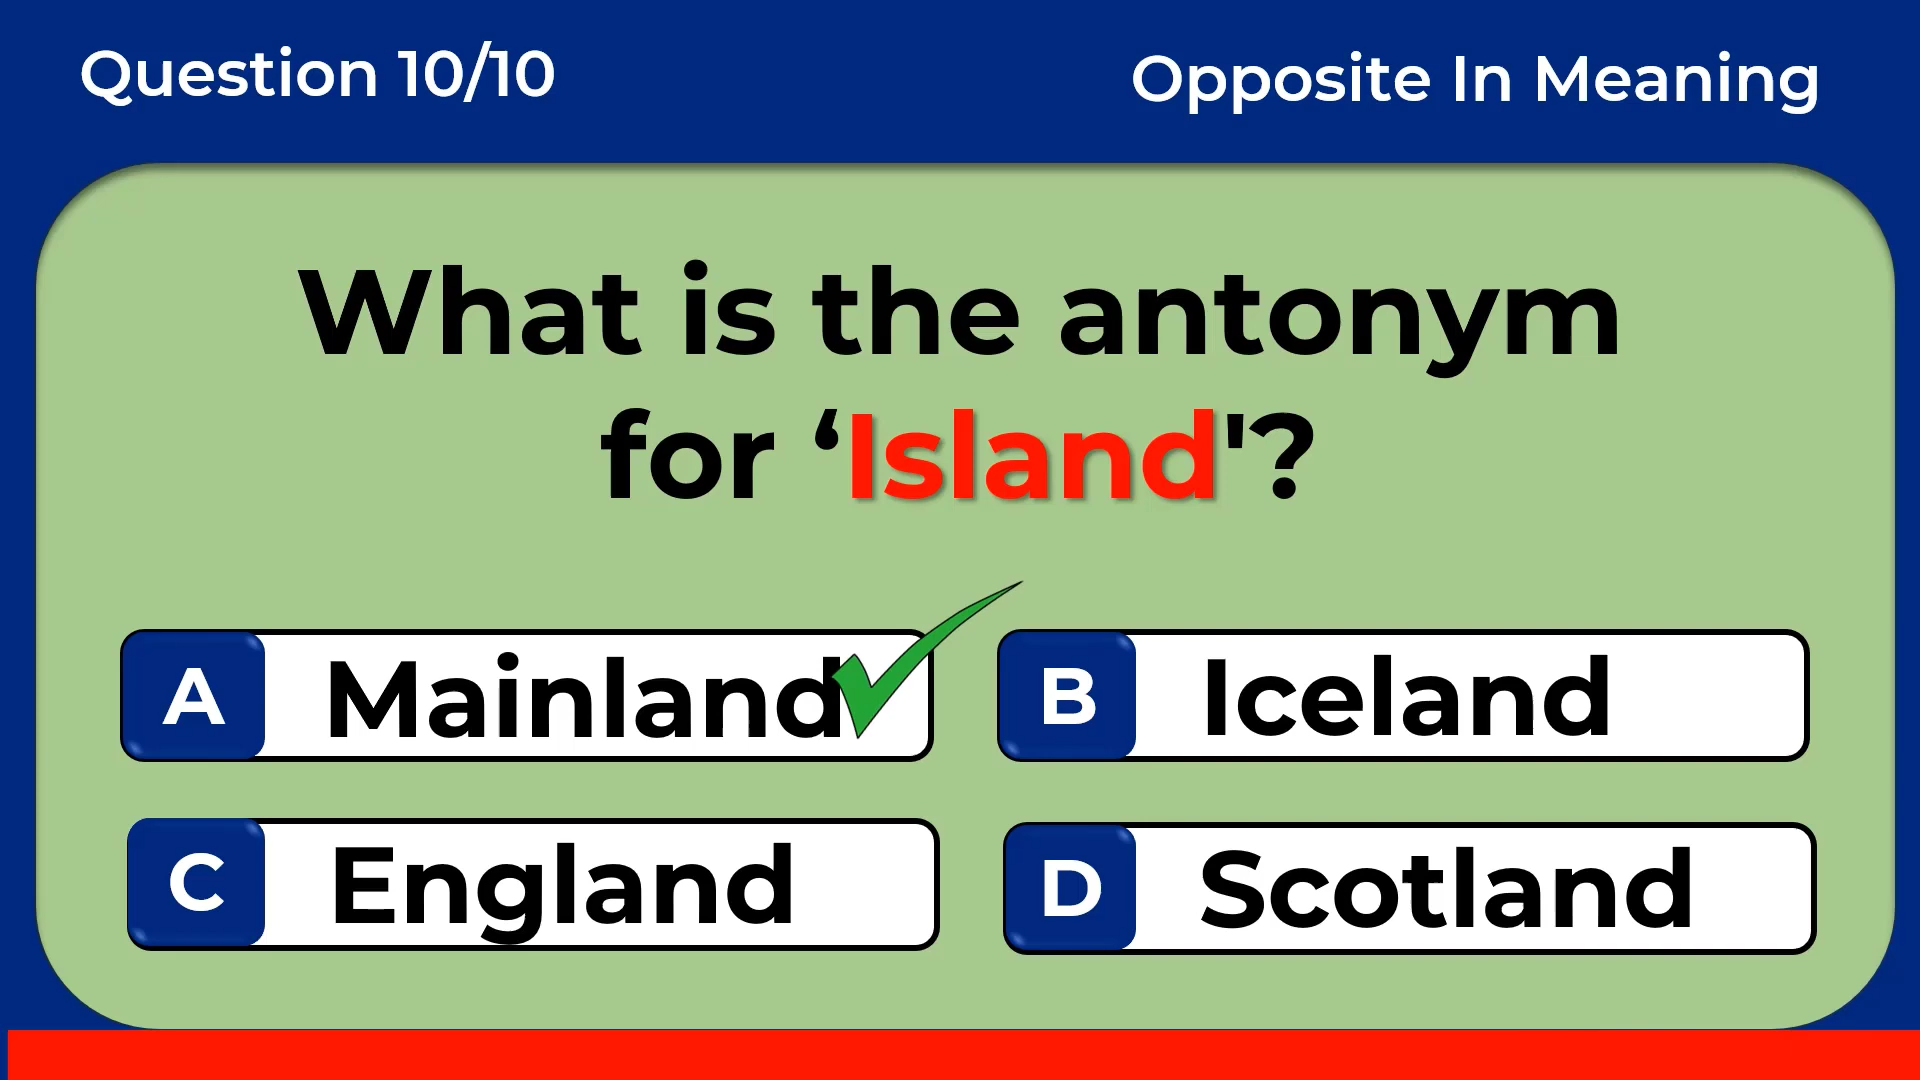 Question 10/10
Opposite In Meaning
What is the antonym
for ‘Island'?
A Mainland
B Iceland
C England
D Scotland